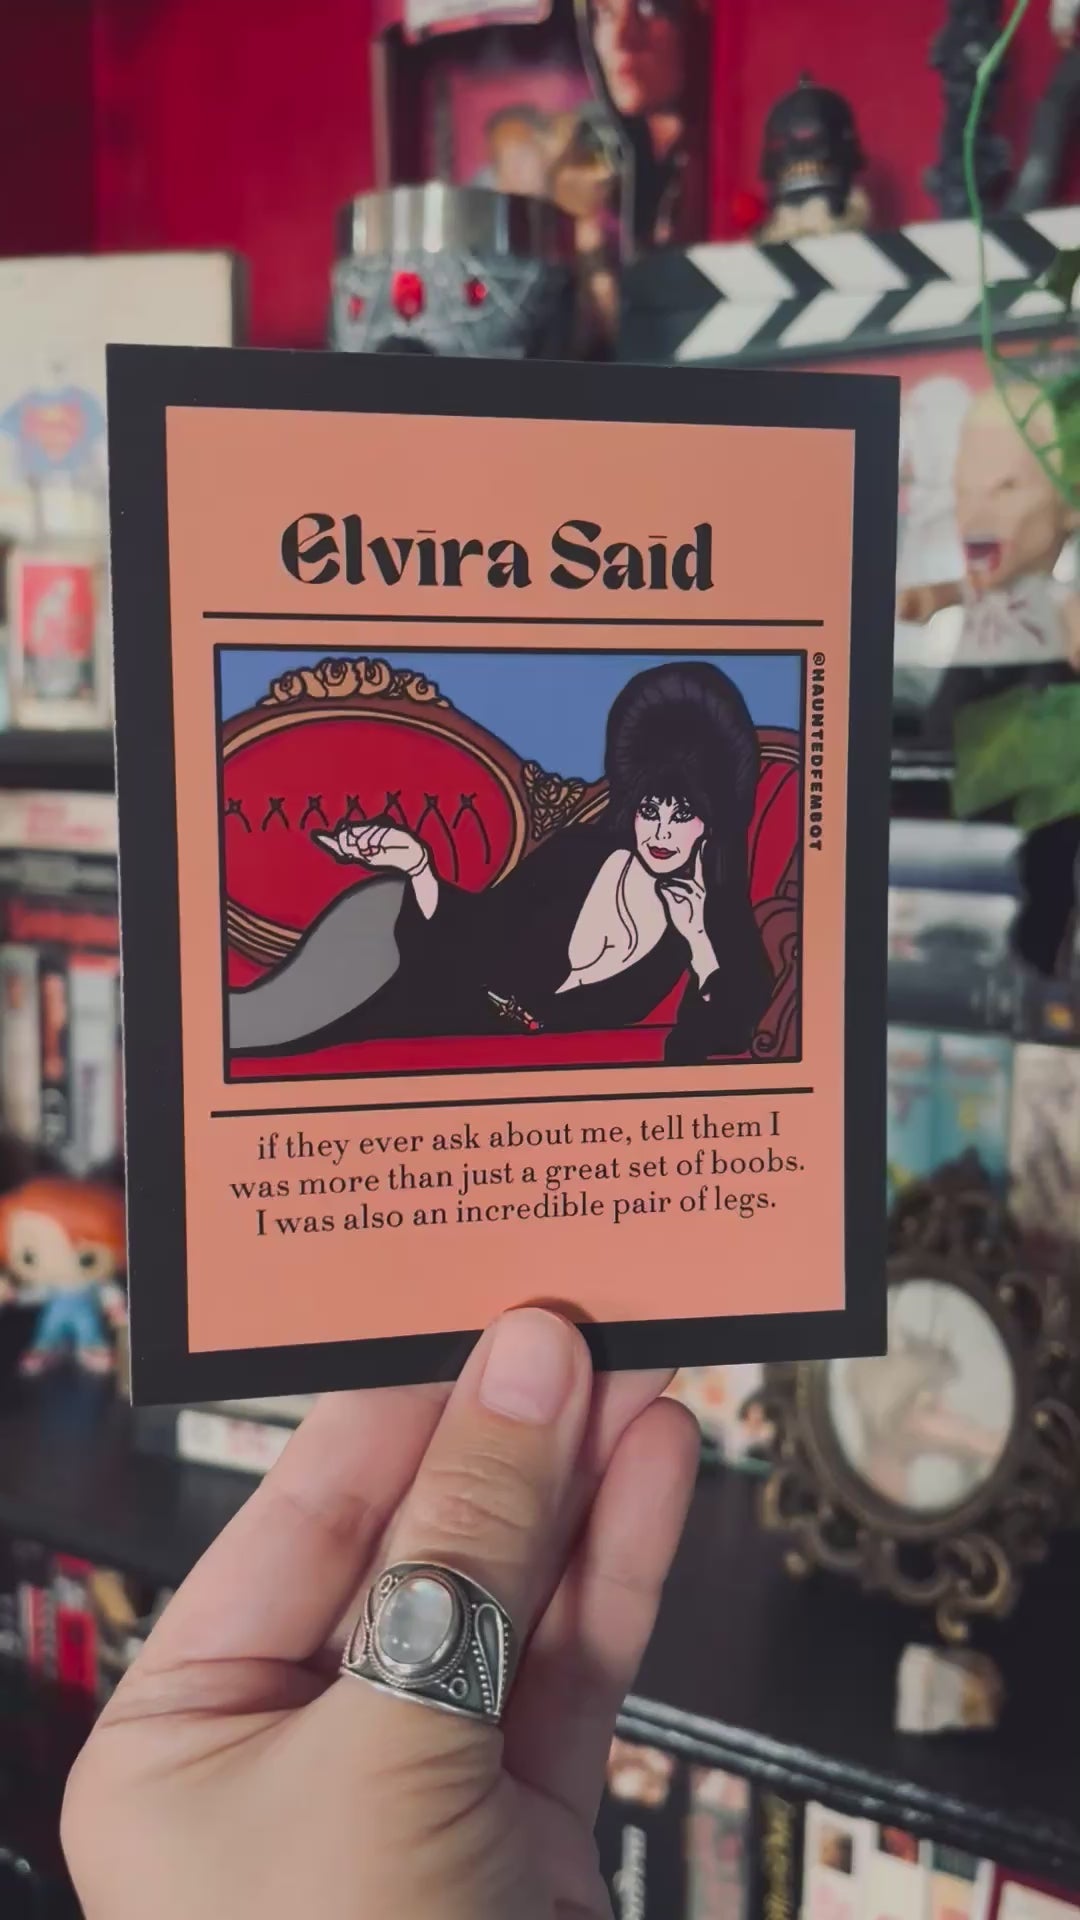 Elvira Said
@HAUNTEDFEMBOT
if they ever ask about me, tell them I
was more than just a great set of boobs.
I was also an incredible pair of legs.